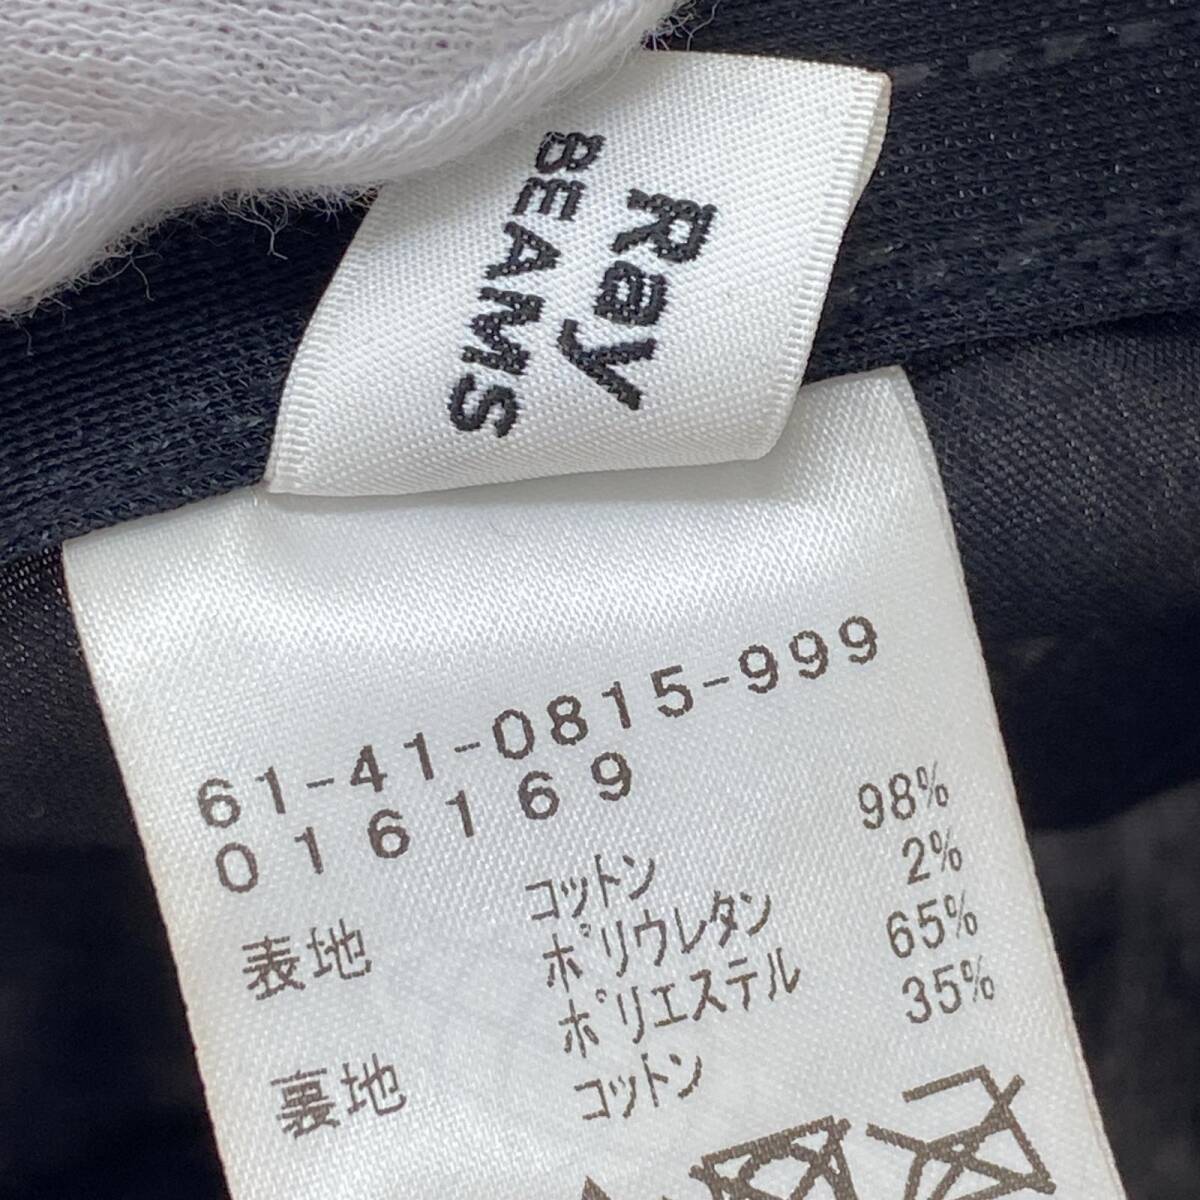 Ray
BEAMS
61-41-0815-999
016169
表地 コットン 98%
ポリウレタン 2%
裏地 ポリエステル 65%
コットン 35%